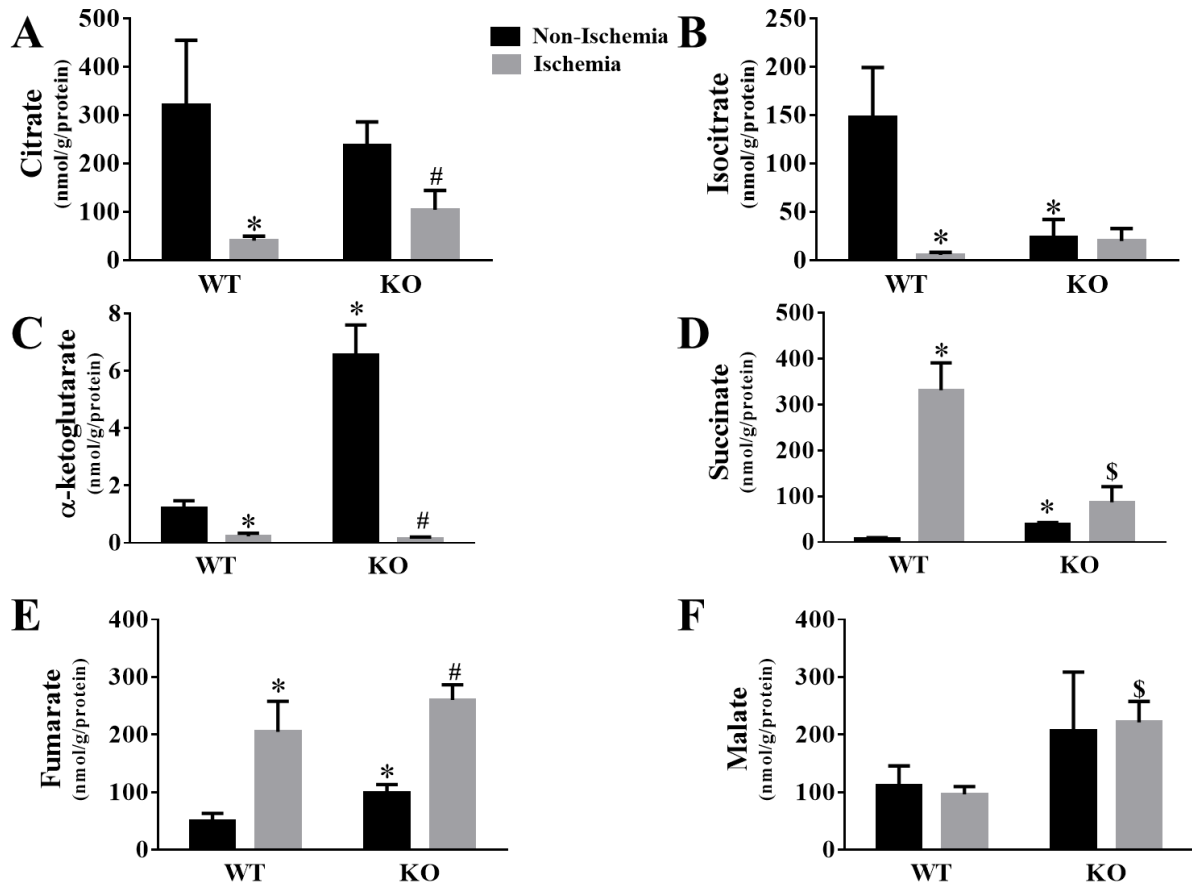 A
Citrate
(nmol/g/protein)
500
400
300
200
100
0
*
#
WT
KO
Non-Ischemia
Ischemia
B
Isocitrate
(nmol/g/protein)
250
200
150
100
50
0
*
*
WT
KO
C
α-ketoglutarate
(nmol/g/protein)
8
6
4
2
0
*
*
#
WT
KO
D
Succinate
(nmol/g/protein)
500
400
300
200
100
0
*
*
$
WT
KO
E
Fumarate
(nmol/g/protein)
400
300
200
100
0
*
*
#
WT
KO
F
Malate
(nmol/g/protein)
400
300
200
100
0
$
WT
KO